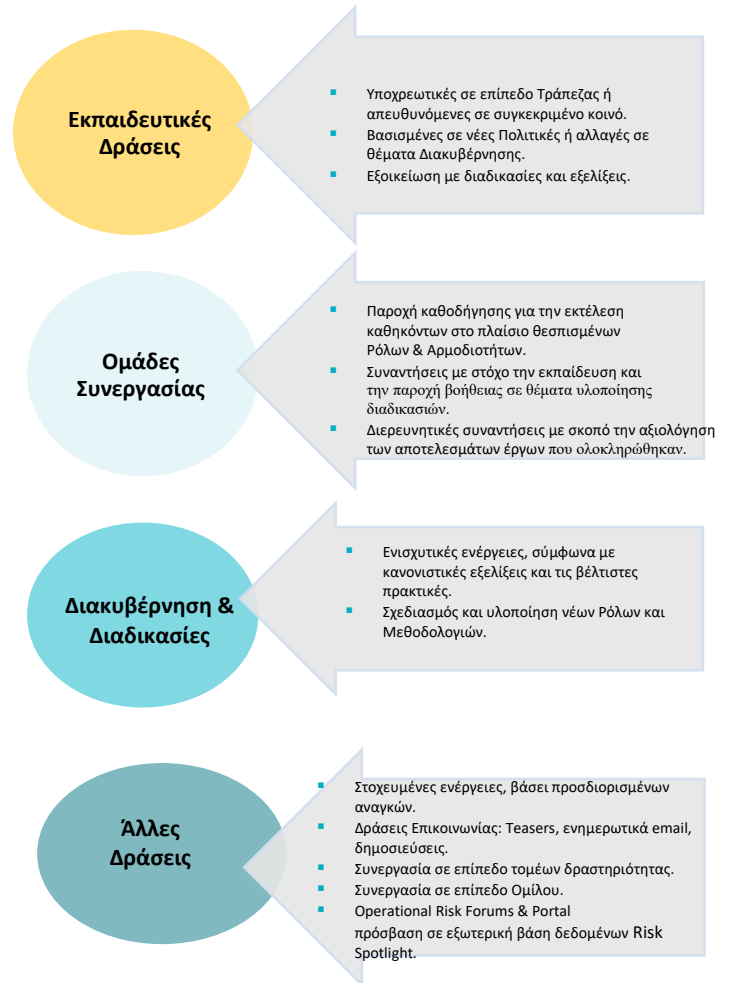 Εκπαιδευτικές
Δράσεις
▪ Υποχρεωτικές σε επίπεδο Τράπεζας ή
απευθυνόμενες σε συγκεκριμένο κοινό.
▪ Βασισμένες σε νέες Πολιτικές ή αλλαγές σε
θέματα Διακυβέρνησης.
▪ Εξοικείωση με διαδικασίες και εξελίξεις.
Ομάδες
Συνεργασίας
▪ Παροχή καθοδήγησης για την εκτέλεση
καθηκόντων στο πλαίσιο θεσπισμένων
Ρόλων & Αρμοδιοτήτων.
▪ Συναντήσεις με στόχο την εκπαίδευση και
την παροχή βοήθειας σε θέματα υλοποίησης
διαδικασιών.
▪ Διερευνητικές συναντήσεις με σκοπό την αξιολόγηση
των αποτελεσμάτων έργων που ολοκληρώθηκαν.
Διακυβέρνηση &
Διαδικασίες
▪ Ενισχυτικές ενέργειες, σύμφωνα με
κανονιστικές εξελίξεις και τις βέλτιστες
πρακτικές.
▪ Σχεδιασμός και υλοποίηση νέων Ρόλων και
Μεθοδολογιών.
Άλλες
Δράσεις
▪ Στοχευμένες ενέργειες, βάσει προσδιορισμένων
αναγκών.
▪ Δράσεις Επικοινωνίας: Teasers, ενημερωτικά email,
δημοσιεύσεις.
▪ Συνεργασία σε επίπεδο τομέων δραστηριότητας.
▪ Συνεργασία σε επίπεδο Ομίλου.
▪ Operational Risk Forums & Portal
πρόσβαση σε εξωτερική βάση δεδομένων Risk
Spotlight.